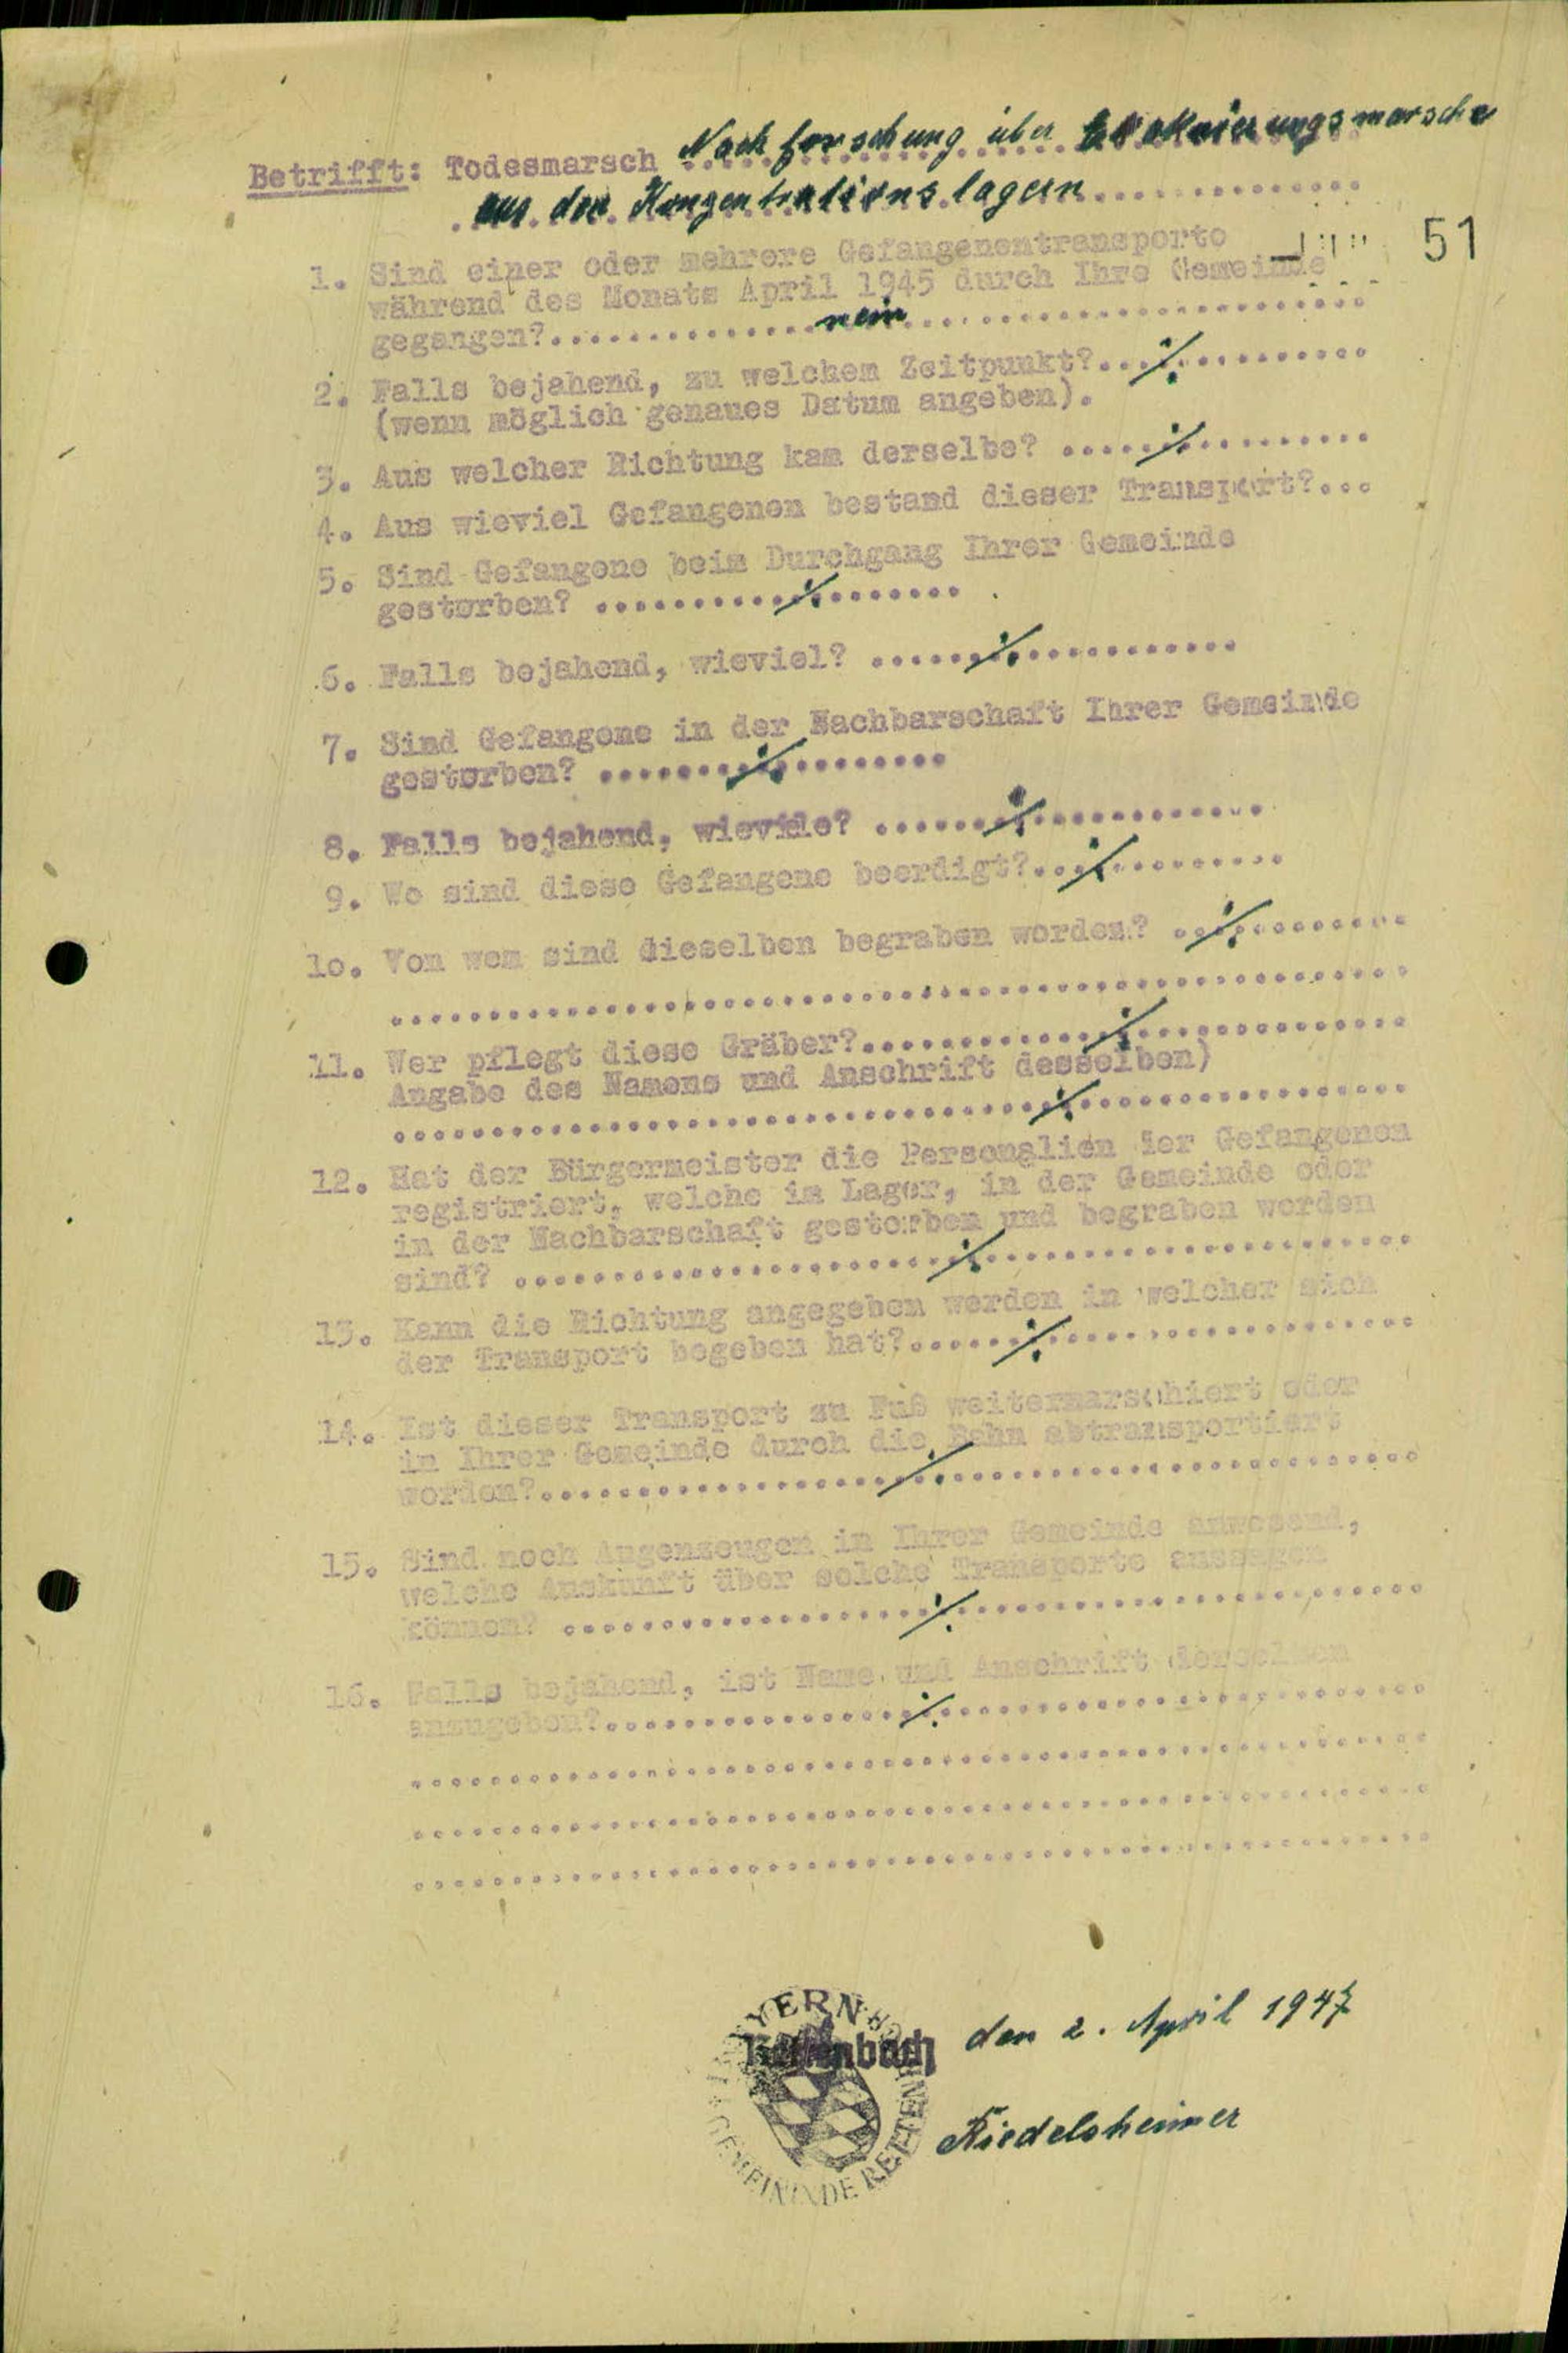 Betrifft: Todesmarsch Nachforschung über Evakuierungsmarsche
aus den Konzentrationslagern
51
1. Sind einer oder mehrere Gefangenentransporte
während des Monats April 1945 durch Ihre Gemeinde
gegangen?..............nein........................
2. Falls bejahend, zu welchem Zeitpunkt?...·/.............
(wenn möglich genaues Datum angeben).
3. Aus welcher Richtung kam derselbe? .....·/...........
4. Aus wieviel Gefangenen bestand dieser Transport?...
5. Sind Gefangene beim Durchgang Ihrer Gemeinde
gestorben? ..........·/.........
6. Falls bejahend, wieviel? .....·/.............
7. Sind Gefangene in der Nachbarschaft Ihrer Gemeinde
gestorben? .......·/..........
8. Falls bejahend, wieviele? ......·/.............
9. Wo sind diese Gefangene beerdigt?...·/...........
10. Von wem sind dieselben begraben worden? ..·/..........
....................................................
11. Wer pflegt diese Gräber?.............·/...............
Angabe des Namens und Anschrift desselben)
.................................·/..................
12. Hat der Bürgermeister die Personalien der Gefangenen
registriert, welche im Lager, in der Gemeinde oder
in der Nachbarschaft gestorben und begraben worden
sind? ......................·/.......................
13. Kann die Richtung angegeben werden in welcher sich
der Transport begeben hat?......·/...................
14. Ist dieser Transport zu Fuß weitermarschiert oder
in Ihrer Gemeinde durch die Bahn abtransportiert
worden?...................·/.........................
15. Sind noch Augenzeugen in Ihrer Gemeinde anwesend,
welche Auskunft über solche Transporte aussagen
können? ...................·/........................
16. Falls bejahend, ist Name und Anschrift derselben
anzugeben?................·/..........................
....................................................
....................................................
....................................................
BAYERN
Rettenbach den 2. April 1947
GEMEINDE RETTENBACH
Riedelsheimer